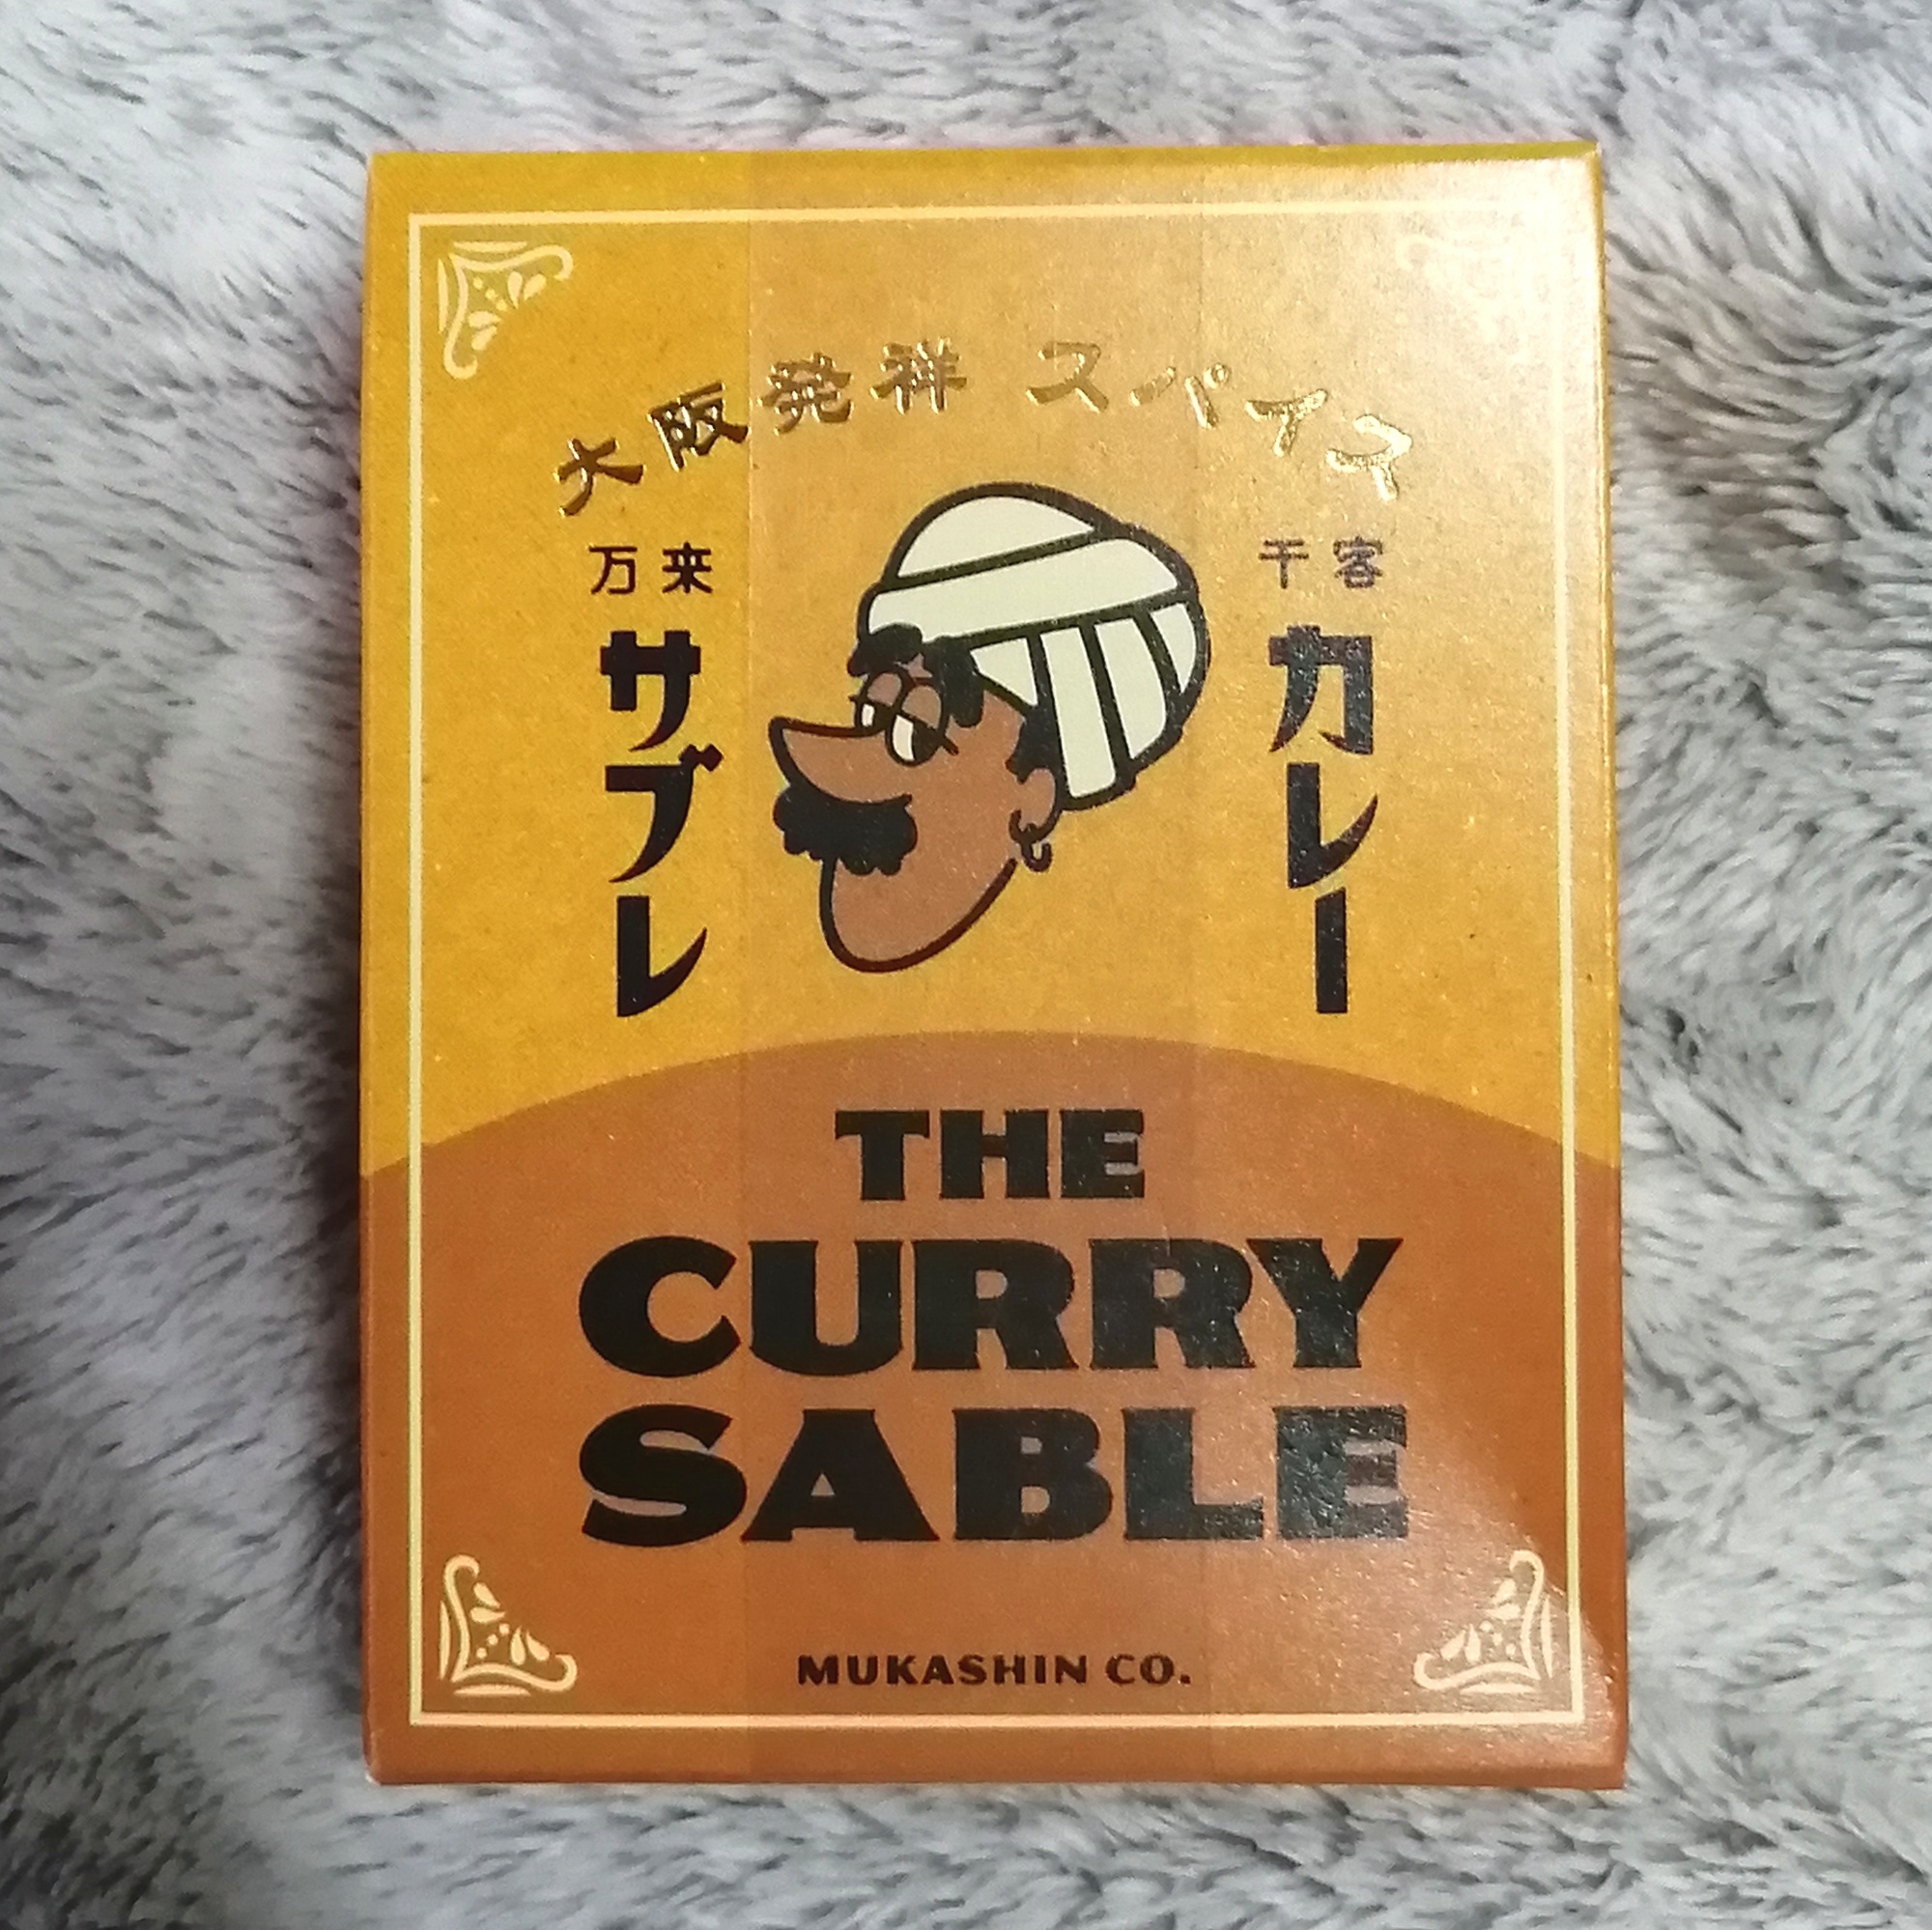 大阪発祥 スパイス
千客
カレー
万来
サブレ
THE
CURRY
SABLE
MUKASHIN CO.